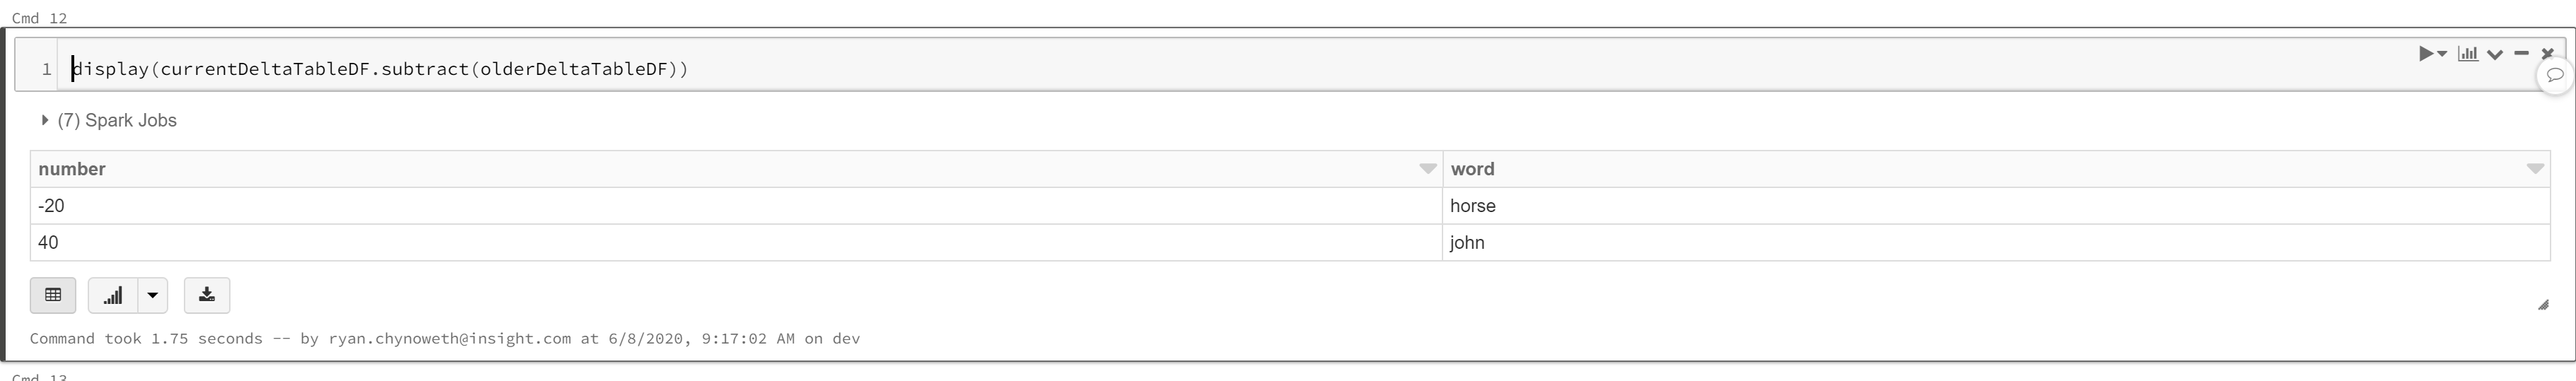 Cmd 12
1 display(currentDeltaTableDF.subtract(olderDeltaTableDF))
(7) Spark Jobs
number word
-20 horse
40 john
Command took 1.75 seconds -- by ryan.chynoweth@insight.com at 6/8/2020, 9:17:02 AM on dev
Cmd 13